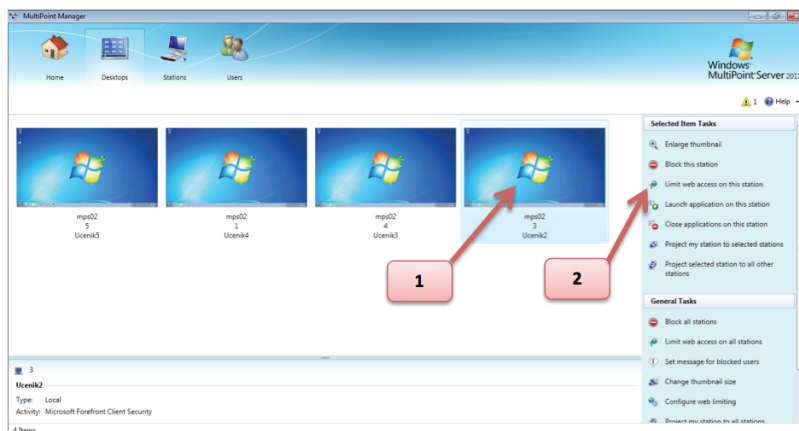 MultiPoint Manager
Home
Desktops
Stations
Users
Windows
MultiPoint Server 2011
1
Help
mps02
5
Ucenik5
mps02
1
Ucenik4
mps02
4
Ucenik3
mps02
3
Ucenik2
1
2
Selected Item Tasks
Enlarge thumbnail
Block this station
Limit web access on this station
Launch application on this station
Close applications on this station
Project my station to selected stations
Project selected station to all other
stations
General Tasks
Block all stations
Limit web access on all stations
Set message for blocked users
Change thumbnail size
Configure web limiting
Project my station to all stations
3
Ucenik2
Type: Local
Activity: Microsoft Forefront Client Security
4 Items